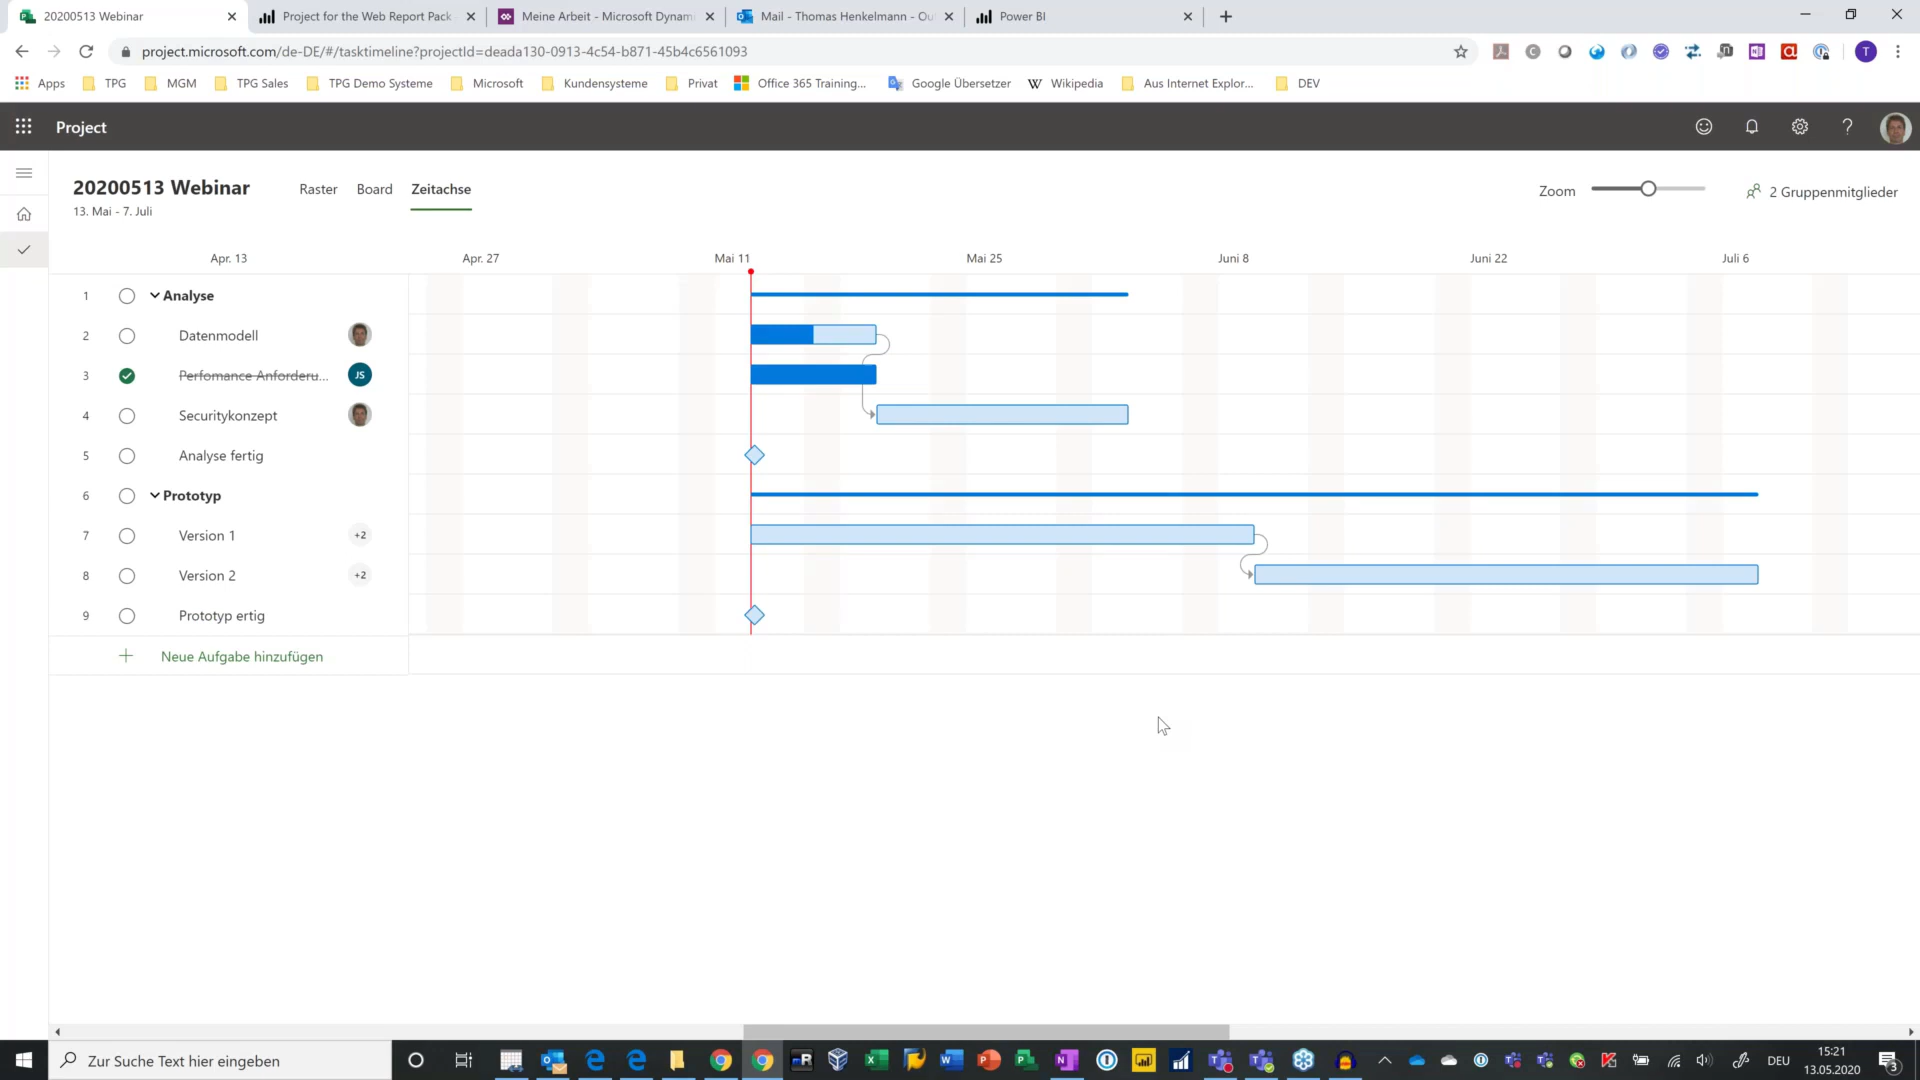 20200513 Webinar
Project for the Web Report Pack
Meine Arbeit - Microsoft Dynam
Mail - Thomas Henkelmann - Ou
Power BI
project.microsoft.com/de-DE/#/tasktimeline?projectId=deada130-0913-4c54-b871-45b4c6561093
T
Apps TPG MGM TPG Sales TPG Demo Systeme Microsoft Kundensysteme Privat Office 365 Training... Google Übersetzer Wikipedia Aus Internet Explor... DEV
Project
20200513 Webinar
13. Mai - 7. Juli
Raster Board Zeitachse
Zoom
2 Gruppenmitglieder
Apr. 13 Apr. 27 Mai 11 Mai 25 Juni 8 Juni 22 Juli 6
1 Analyse
2 Datenmodell
3 Perfomance Anforderu... JS
4 Securitykonzept
5 Analyse fertig
6 Prototyp
7 Version 1 +2
8 Version 2 +2
9 Prototyp ertig
Neue Aufgabe hinzufügen
Zur Suche Text hier eingeben
DEU
15:21
13.05.2020
3